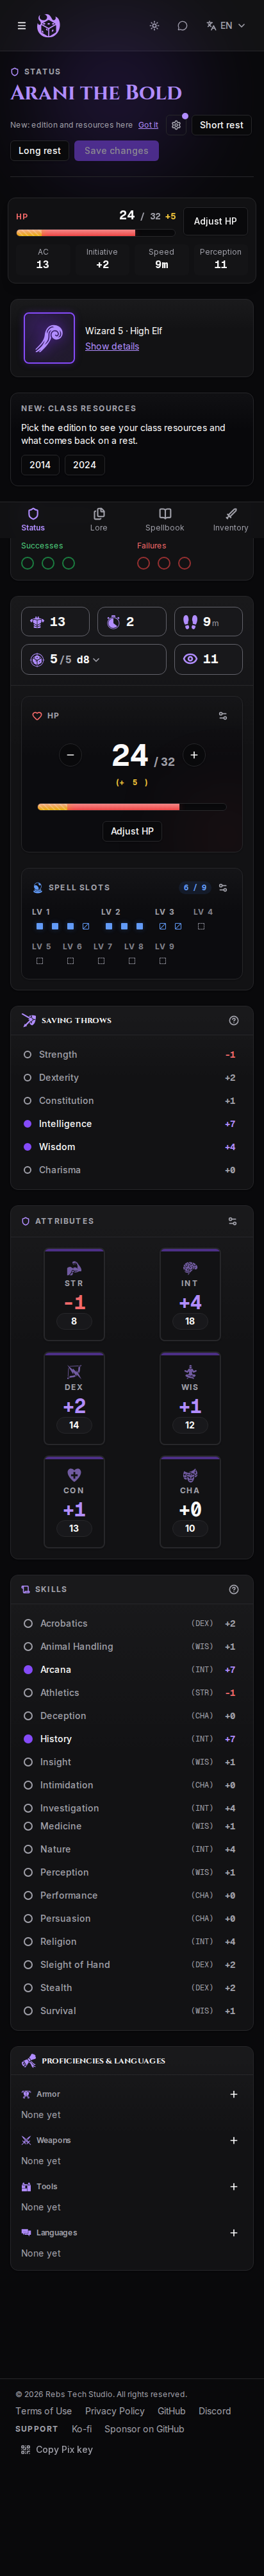 EN
STATUS
Arani the Bold
New: edition and resources here Got it
Short rest
Long rest
Save changes
HP
24 / 32 +5
Adjust HP
AC
13
Initiative
+2
Speed
9m
Perception
11
Wizard 5 · High Elf
Show details
NEW: CLASS RESOURCES
Pick the edition to see your class resources and
what comes back on a rest.
2014
2024
Status
Lore
Spellbook
Inventory
Successes
Failures
13
2
9m
5/5 d8
11
HP
24 /32
(+ 5 )
Adjust HP
SPELL SLOTS
6 / 9
LV 1
LV 2
LV 3
LV 4
LV 5
LV 6
LV 7
LV 8
LV 9
Saving Throws
Strength -1
Dexterity +2
Constitution +1
Intelligence +7
Wisdom +4
Charisma +0
ATTRIBUTES
STR
-1
8
INT
+4
18
DEX
+2
14
WIS
+1
12
CON
+1
13
CHA
+0
10
SKILLS
Acrobatics (DEX) +2
Animal Handling (WIS) +1
Arcana (INT) +7
Athletics (STR) -1
Deception (CHA) +0
History (INT) +7
Insight (WIS) +1
Intimidation (CHA) +0
Investigation (INT) +4
Medicine (WIS) +1
Nature (INT) +4
Perception (WIS) +1
Performance (CHA) +0
Persuasion (CHA) +0
Religion (INT) +4
Sleight of Hand (DEX) +2
Stealth (DEX) +2
Survival (WIS) +1
Proficiencies & Languages
Armor
None yet
Weapons
None yet
Tools
None yet
Languages
None yet
© 2026 Rebs Tech Studio. All rights reserved.
Terms of Use
Privacy Policy
GitHub
Discord
SUPPORT
Ko-fi
Sponsor on GitHub
Copy Pix key